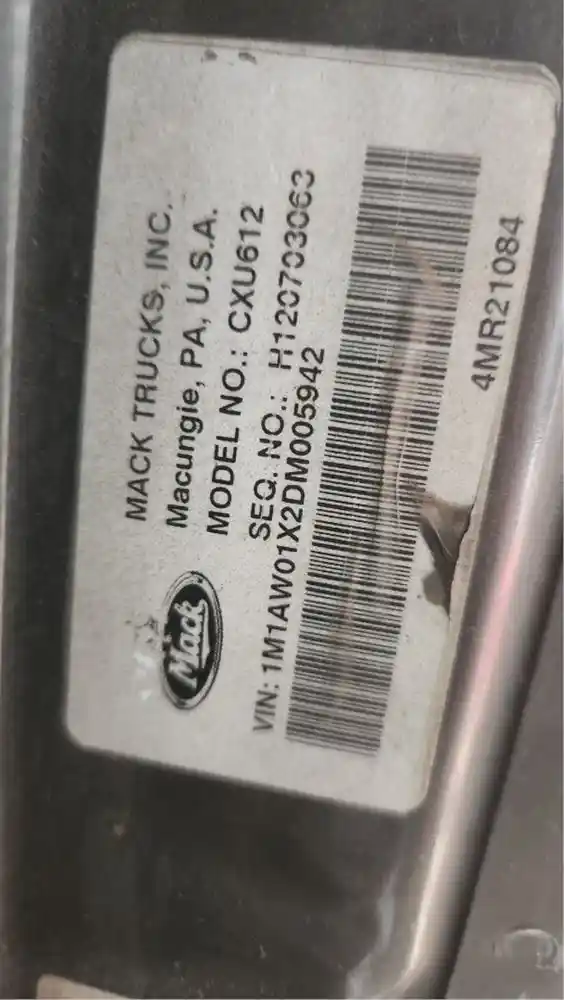 MACK TRUCKS, INC.
Macungie, PA, U.S.A.
MODEL NO.: CXU612
SEQ. NO.: H120703063
Mack
VIN: 1M1AW01X2DM005942
4MR21084